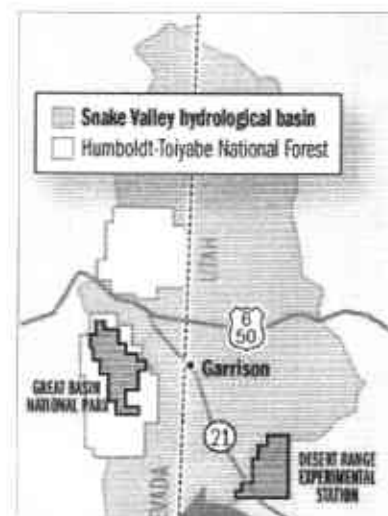 Snake Valley hydrological basin
Humboldt-Toiyabe National Forest
UTAH
6
50
Garrison
GREAT BASIN
NATIONAL PARK
21
DESERT RANGE
EXPERIMENTAL
STATION
EVADA